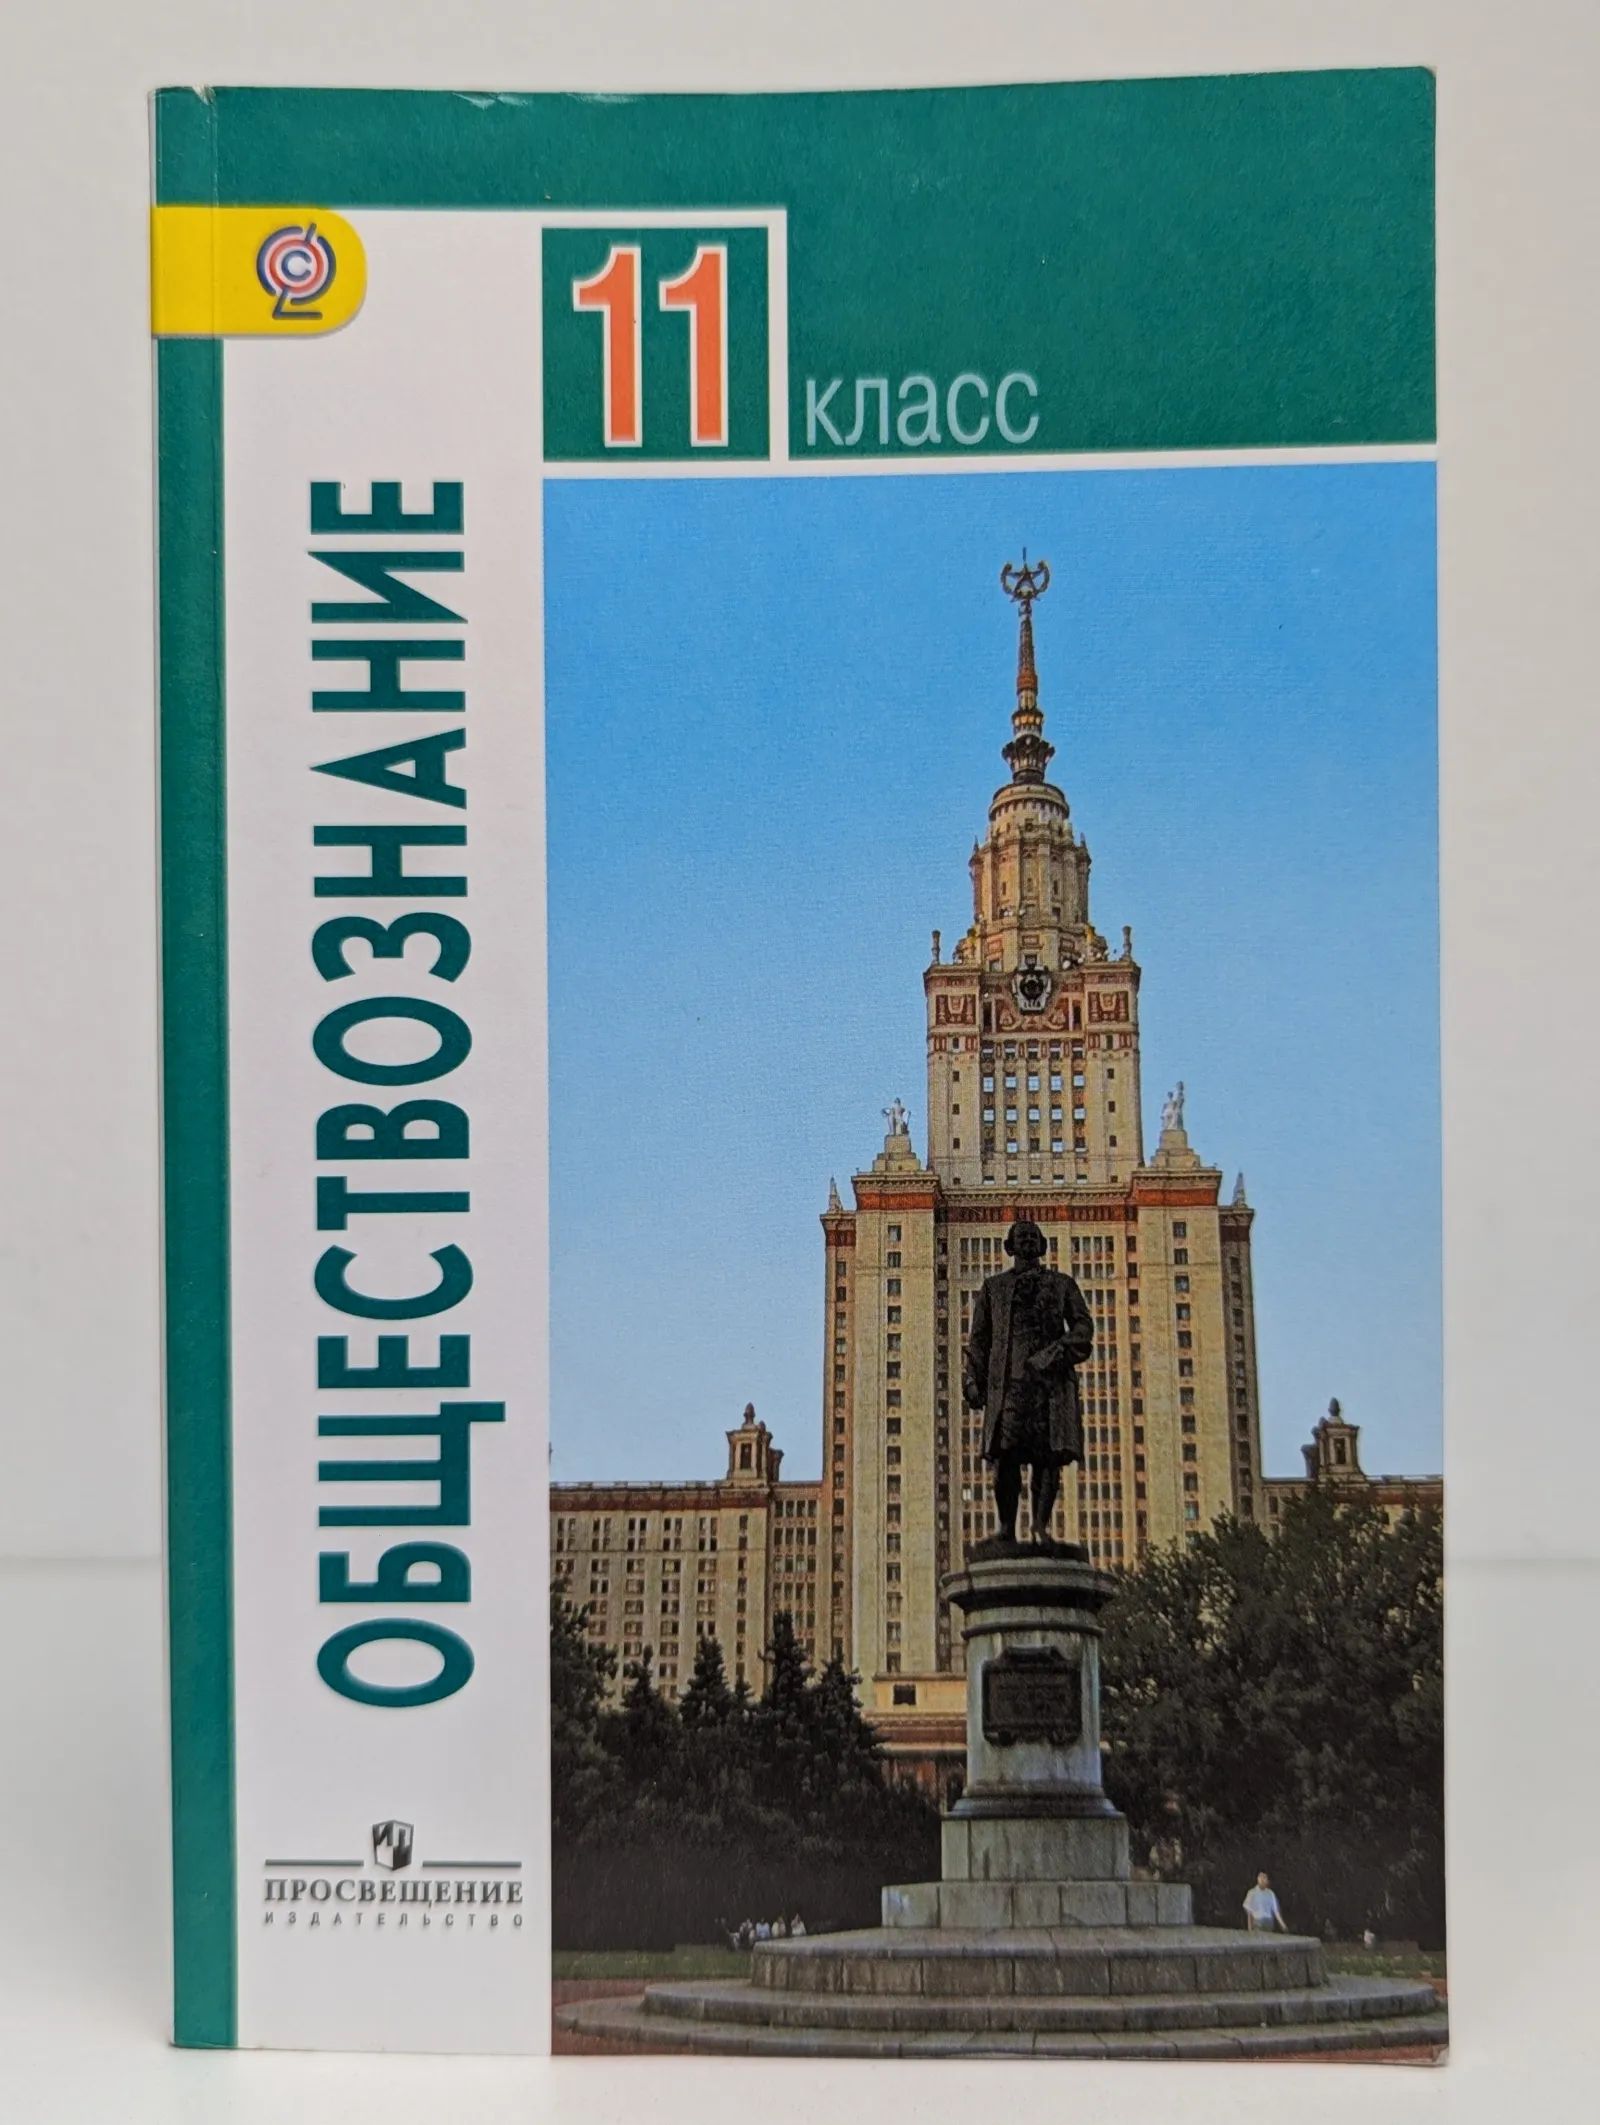 11
класс
ОБЩЕСТВОЗНАНИЕ
ПРОСВЕЩЕНИЕ
ИЗДАТЕЛЬСТВО